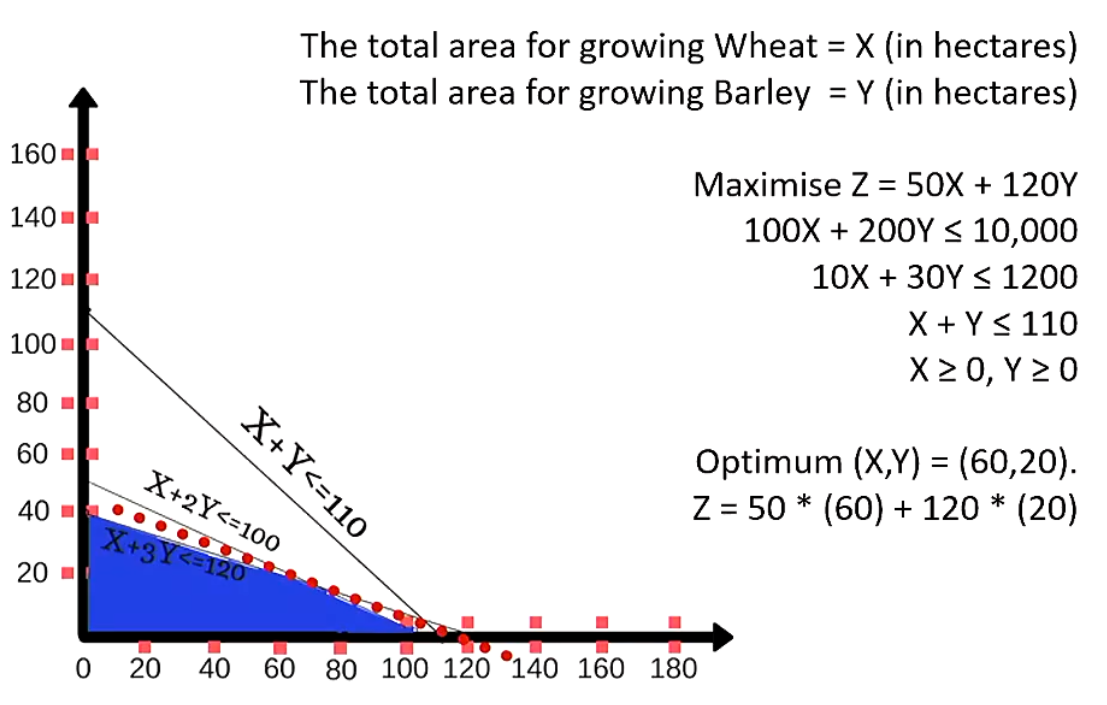 The total area for growing Wheat = X (in hectares)
The total area for growing Barley = Y (in hectares)
Maximise Z = 50X + 120Y
100X + 200Y ≤ 10,000
10X + 30Y ≤ 1200
X + Y ≤ 110
X ≥ 0, Y ≥ 0
Optimum (X,Y) = (60,20).
Z = 50 * (60) + 120 * (20)
160
140
120
100
80
60
40
20
X+Y<=110
X+2Y<=100
X+3Y<=120
0 20 40 60 80 100 120 140 160 180